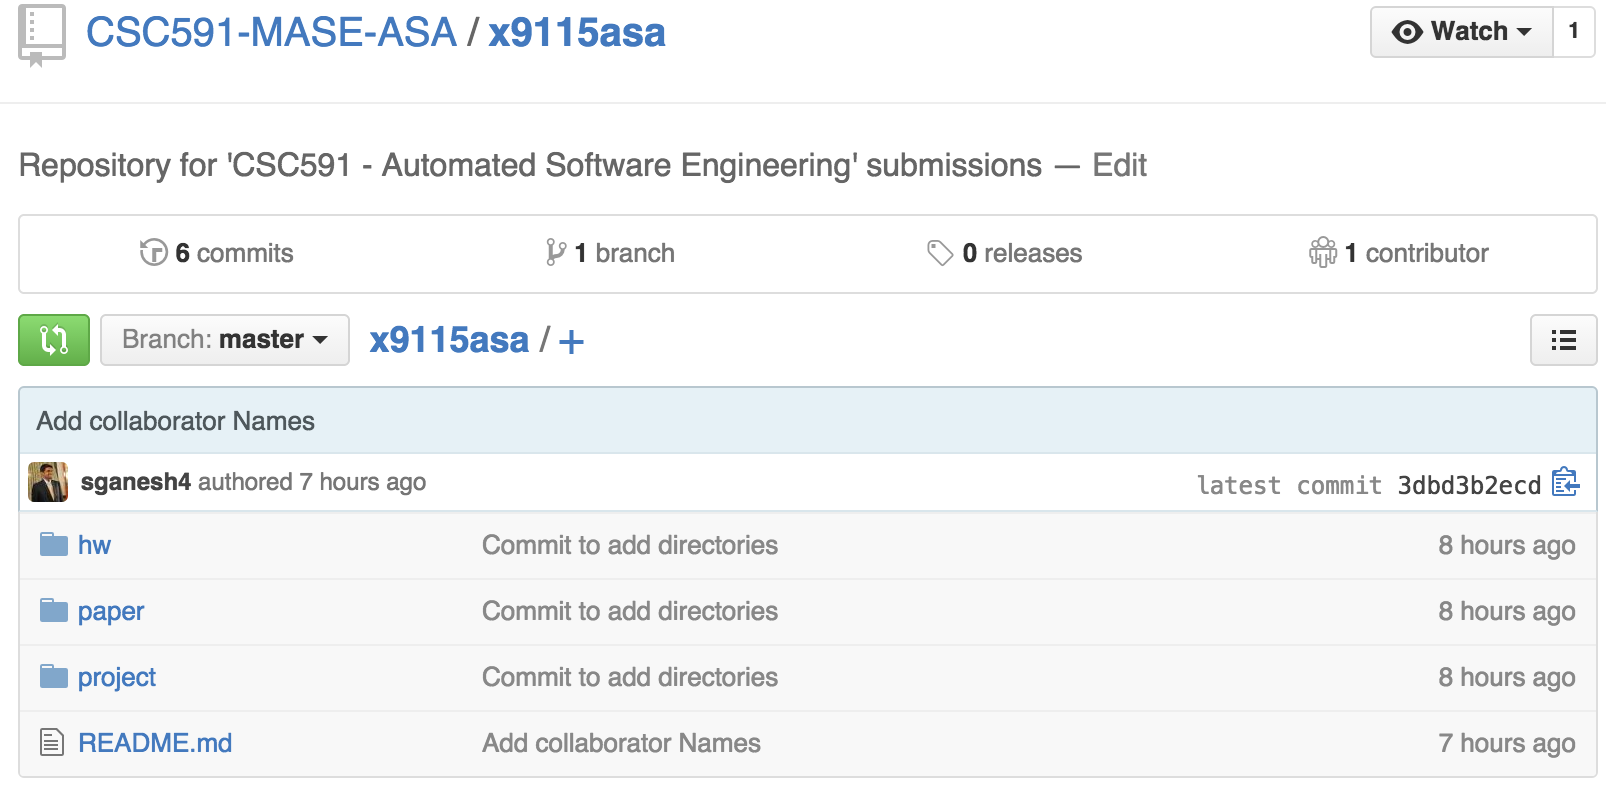 CSC591-MASE-ASA / x9115asa
Watch 1
Repository for 'CSC591 - Automated Software Engineering' submissions — Edit
6 commits 1 branch 0 releases 1 contributor
Branch: master x9115asa / +
Add collaborator Names
sganesh4 authored 7 hours ago latest commit 3dbd3b2ecd
hw Commit to add directories 8 hours ago
paper Commit to add directories 8 hours ago
project Commit to add directories 8 hours ago
README.md Add collaborator Names 7 hours ago